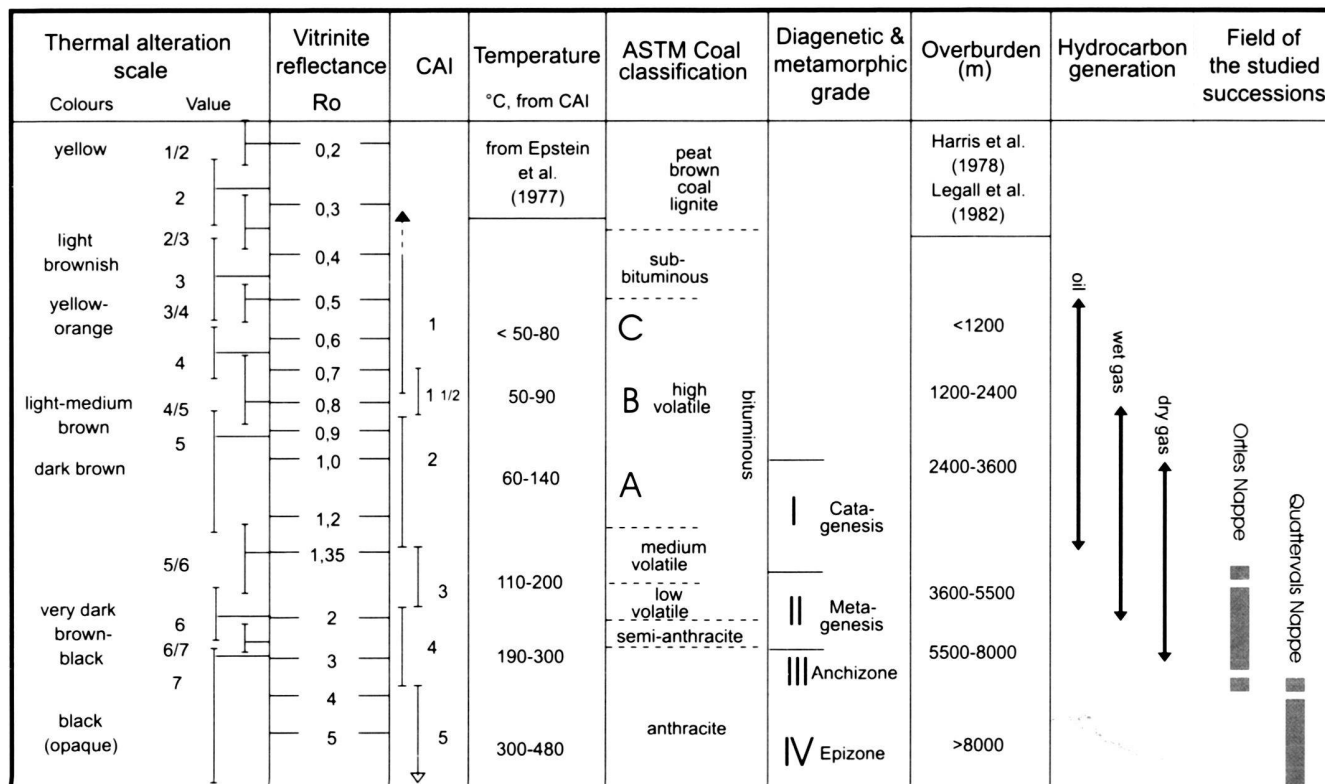 Thermal alteration
scale
Colours Value
Vitrinite
reflectance
Ro
CAI
Temperature
°C, from CAI
ASTM Coal
classification
Diagenetic &
metamorphic
grade
Overburden
(m)
Hydrocarbon
generation
Field of
the studied
successions
yellow
light
brownish
yellow-
orange
light-medium
brown
dark brown
very dark
brown-
black
black
(opaque)
1/2
2
2/3
3
3/4
4
4/5
5
5/6
6
6/7
7
0,2
0,3
0,4
0,5
0,6
0,7
0,8
0,9
1,0
1,2
1,35
2
3
4
5
1
1 1/2
2
3
4
5
from Epstein
et al.
(1977)
< 50-80
50-90
60-140
110-200
190-300
300-480
peat
brown
coal
lignite
sub-
bituminous
C
B high
volatile
A
bituminous
medium
volatile
low
volatile
semi-anthracite
anthracite
I Cata-
genesis
II Meta-
genesis
III Anchizone
IV Epizone
Harris et al.
(1978)
Legall et al.
(1982)
<1200
1200-2400
2400-3600
3600-5500
5500-8000
>8000
oil
wet gas
dry gas
Ortles Nappe
Quattervals Nappe